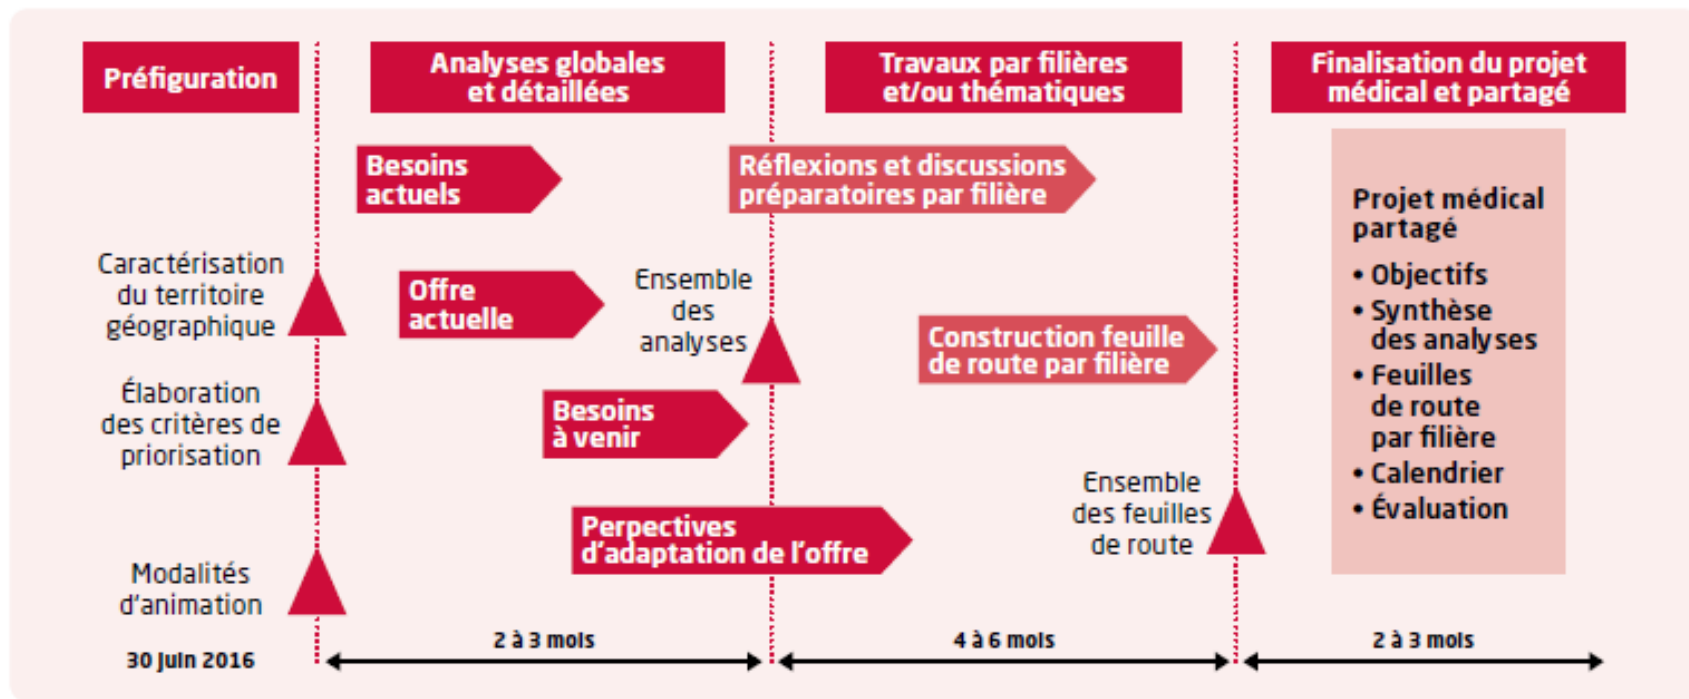 Préfiguration
Analyses globales
et détaillées
Travaux par filières
et/ou thématiques
Finalisation du projet
médical et partagé
Besoins
actuels
Réflexions et discussions
préparatoires par filière
Caractérisation
du territoire
géographique
Offre
actuelle
Ensemble
des
analyses
Construction feuille
de route par filière
Élaboration
des critères de
priorisation
Besoins
à venir
Perpectives
d'adaptation de l'offre
Ensemble
des feuilles
de route
Modalités
d'animation
Projet médical
partagé
• Objectifs
• Synthèse
des analyses
• Feuilles
de route
par filière
• Calendrier
• Évaluation
30 juin 2016
2 à 3 mois
4 à 6 mois
2 à 3 mois